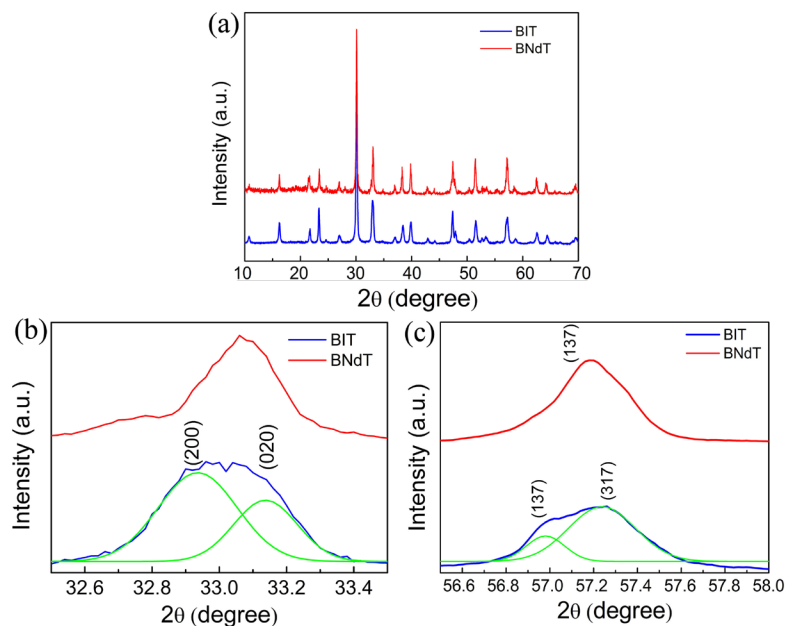 (a)
BIT
BNdT
Intensity (a.u.)
10 20 30 40 50 60 70
2θ (degree)
(b)
BIT
BNdT
(200)
(020)
Intensity (a.u.)
32.6 32.8 33.0 33.2 33.4
2θ (degree)
(c)
BIT
BNdT
(137)
(137)
(317)
Intensity (a.u.)
56.6 56.8 57.0 57.2 57.4 57.6 57.8 58.0
2θ (degree)